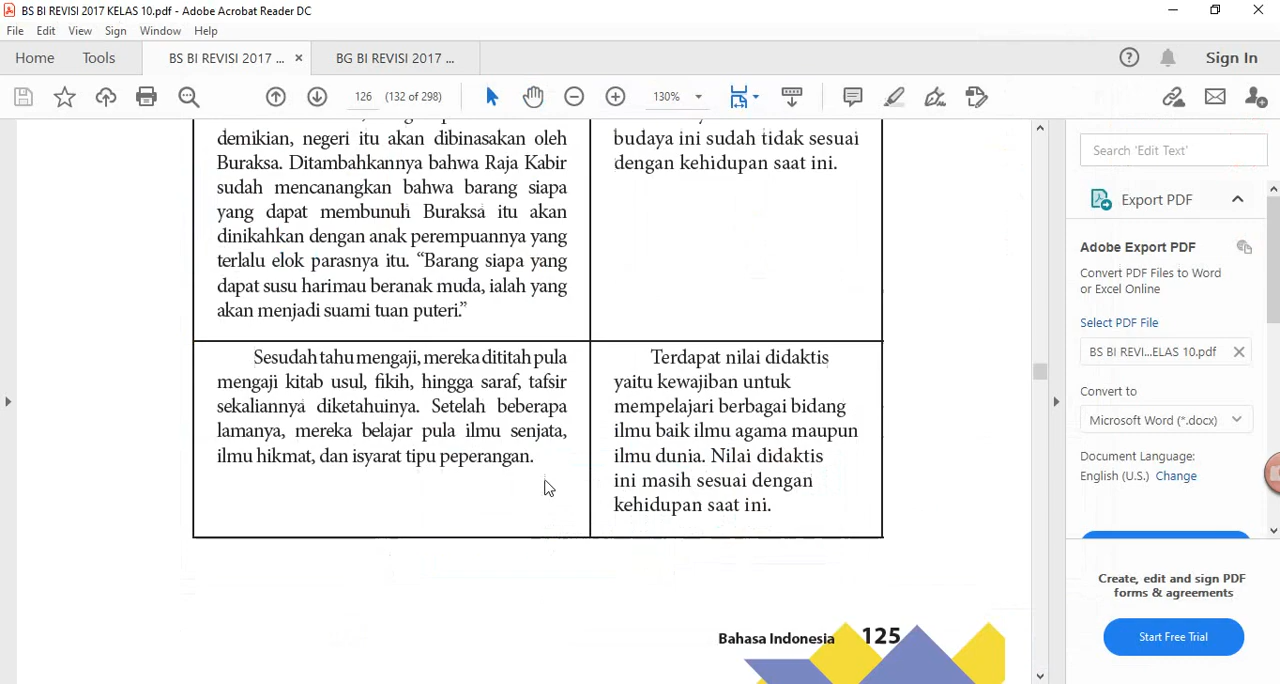 BS BI REVISI 2017 KELAS 10.pdf - Adobe Acrobat Reader DC
File Edit View Sign Window Help
Home Tools BS BI REVISI 2017 ... × BG BI REVISI 2017 ... Sign In
126 (132 of 298) 130%
demikian, negeri itu akan dibinasakan oleh
Buraksa. Ditambahkannya bahwa Raja Kabir
sudah mencanangkan bahwa barang siapa
yang dapat membunuh Buraksa itu akan
dinikahkan dengan anak perempuannya yang
terlalu elok parasnya itu. “Barang siapa yang
dapat susu harimau beranak muda, ialah yang
akan menjadi suami tuan puteri.”
budaya ini sudah tidak sesuai
dengan kehidupan saat ini.
Sesudah tahu mengaji, mereka dititah pula
mengaji kitab usul, fikih, hingga saraf, tafsir
sekaliannya diketahuinya. Setelah beberapa
lamanya, mereka belajar pula ilmu senjata,
ilmu hikmat, dan isyarat tipu peperangan.
Terdapat nilai didaktis
yaitu kewajiban untuk
mempelajari berbagai bidang
ilmu baik ilmu agama maupun
ilmu dunia. Nilai didaktis
ini masih sesuai dengan
kehidupan saat ini.
Bahasa Indonesia 125
Search 'Edit Text'
Export PDF
Adobe Export PDF
Convert PDF Files to Word
or Excel Online
Select PDF File
BS BI REVI...ELAS 10.pdf
Convert to
Microsoft Word (*.docx)
Document Language:
English (U.S.) Change
Create, edit and sign PDF
forms & agreements
Start Free Trial